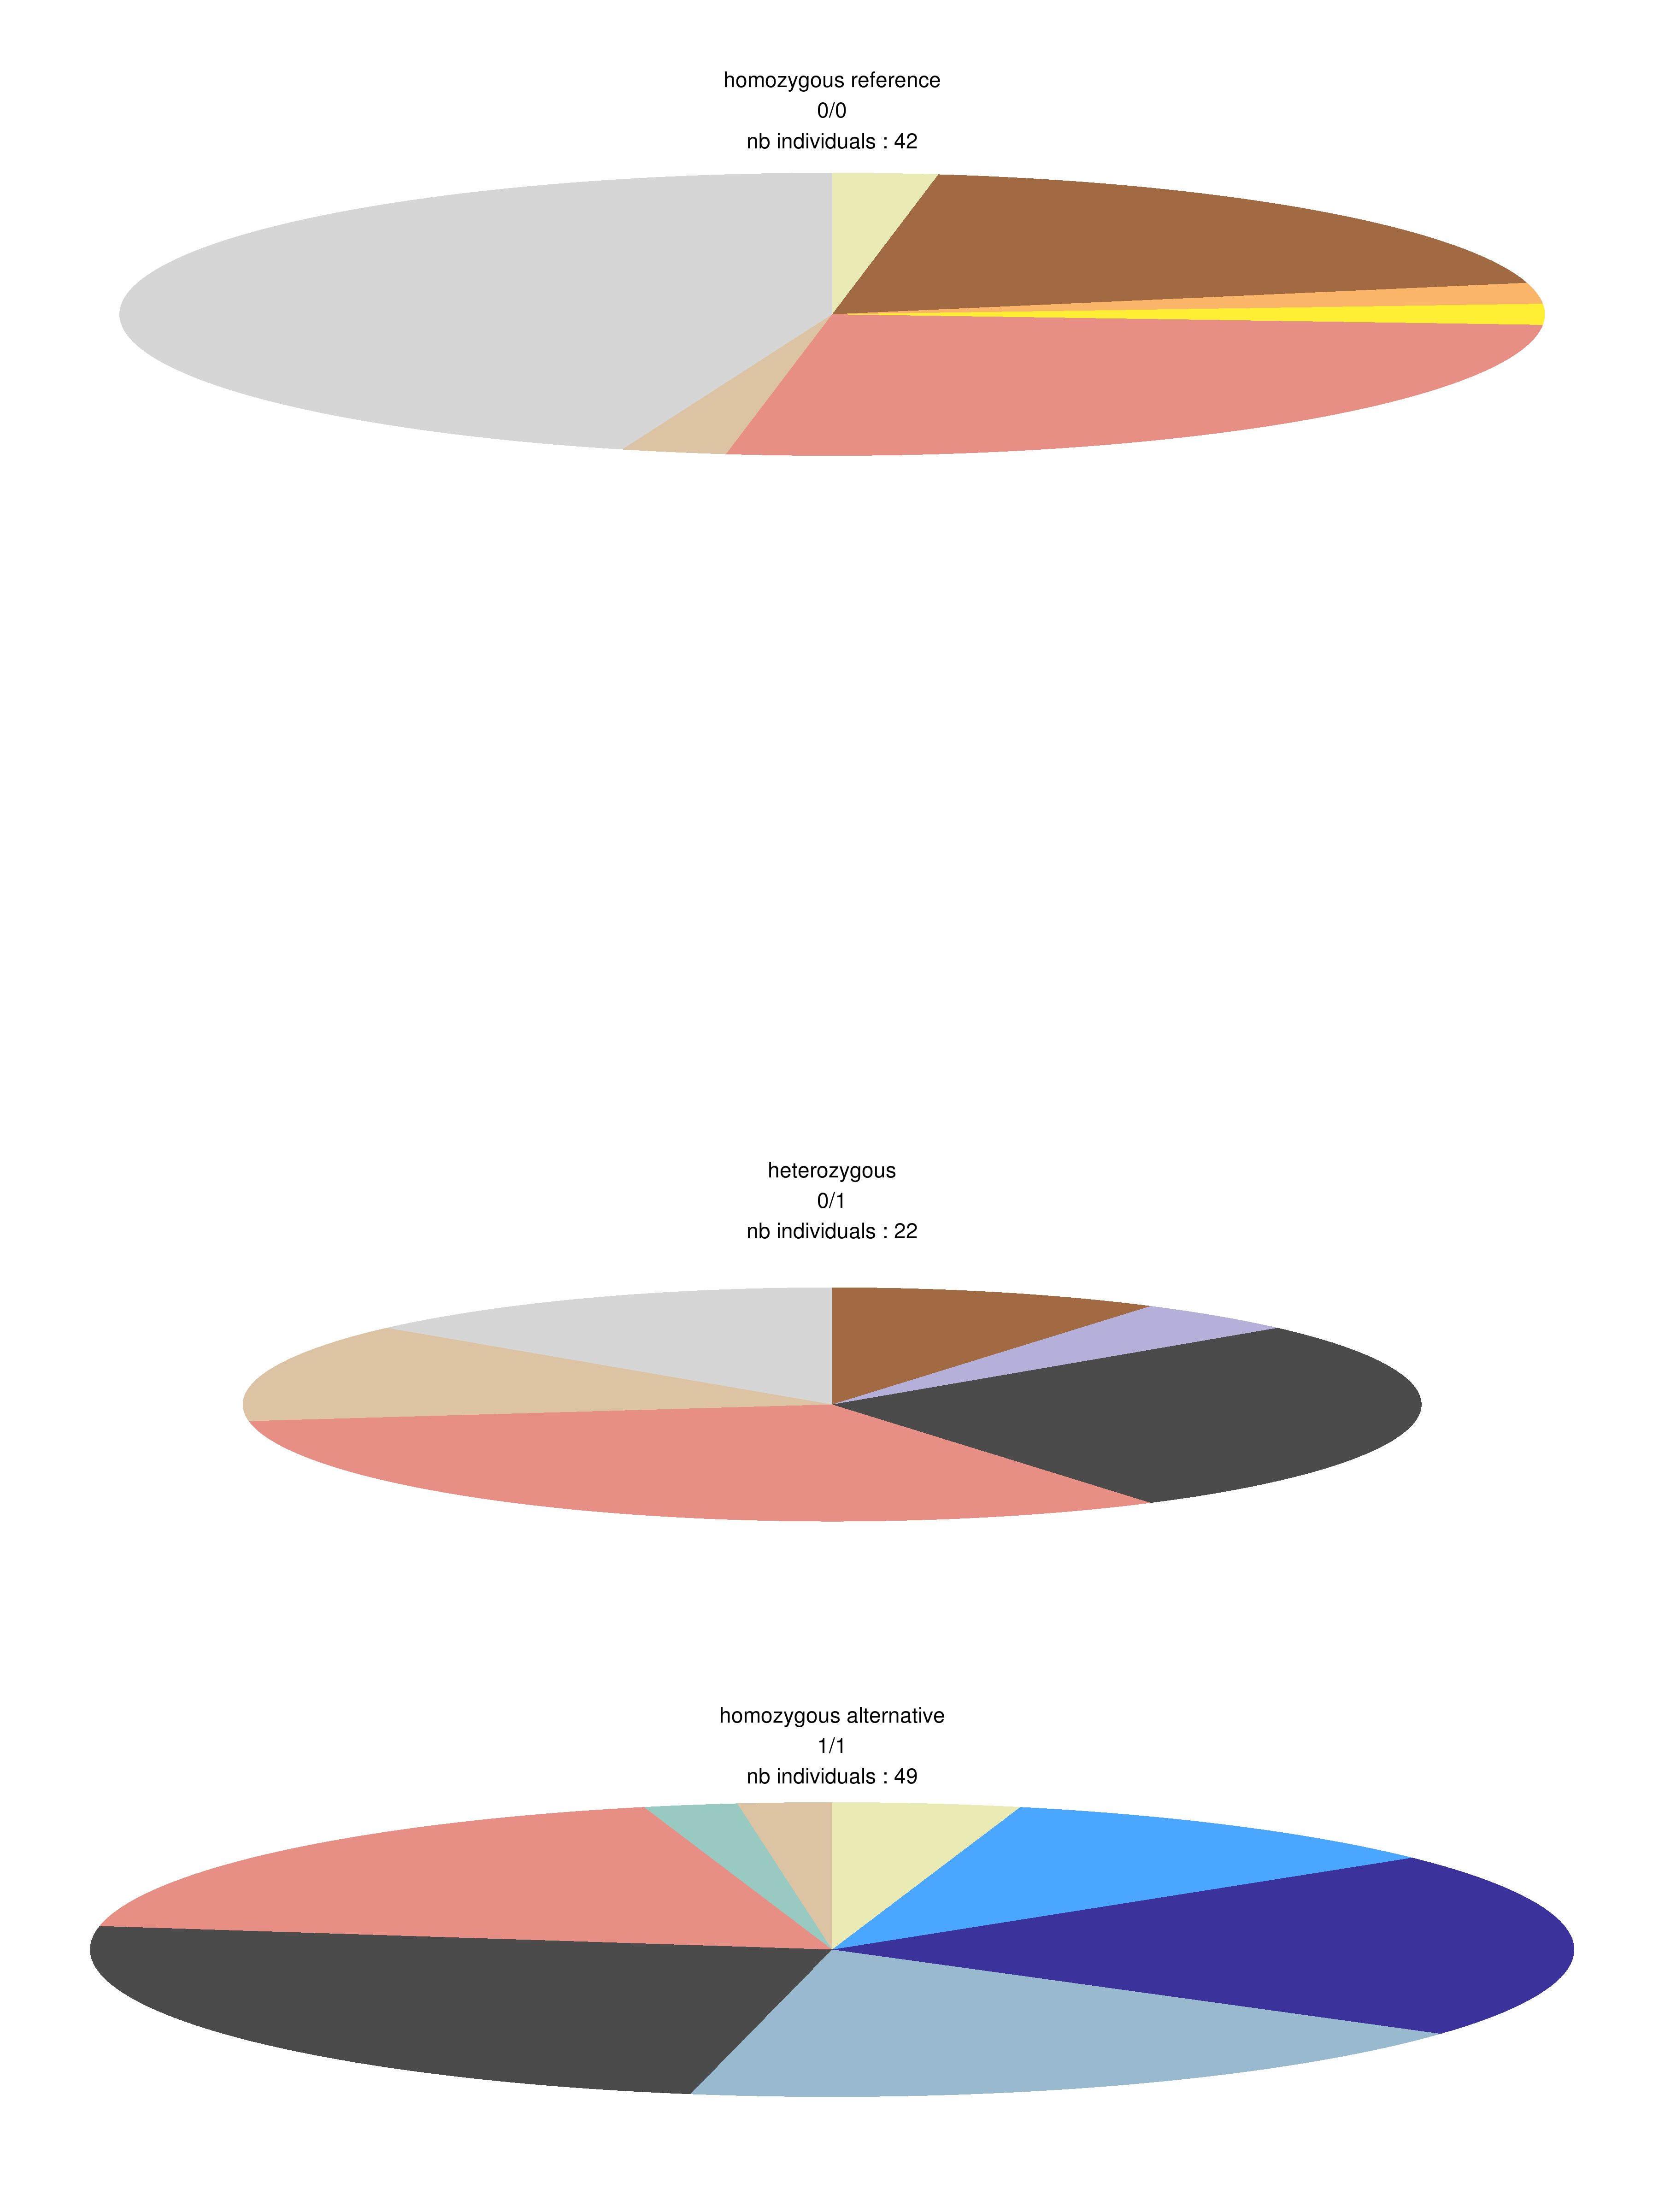 homozygous reference
0/0
nb individuals : 42
heterozygous
0/1
nb individuals : 22
homozygous alternative
1/1
nb individuals : 49